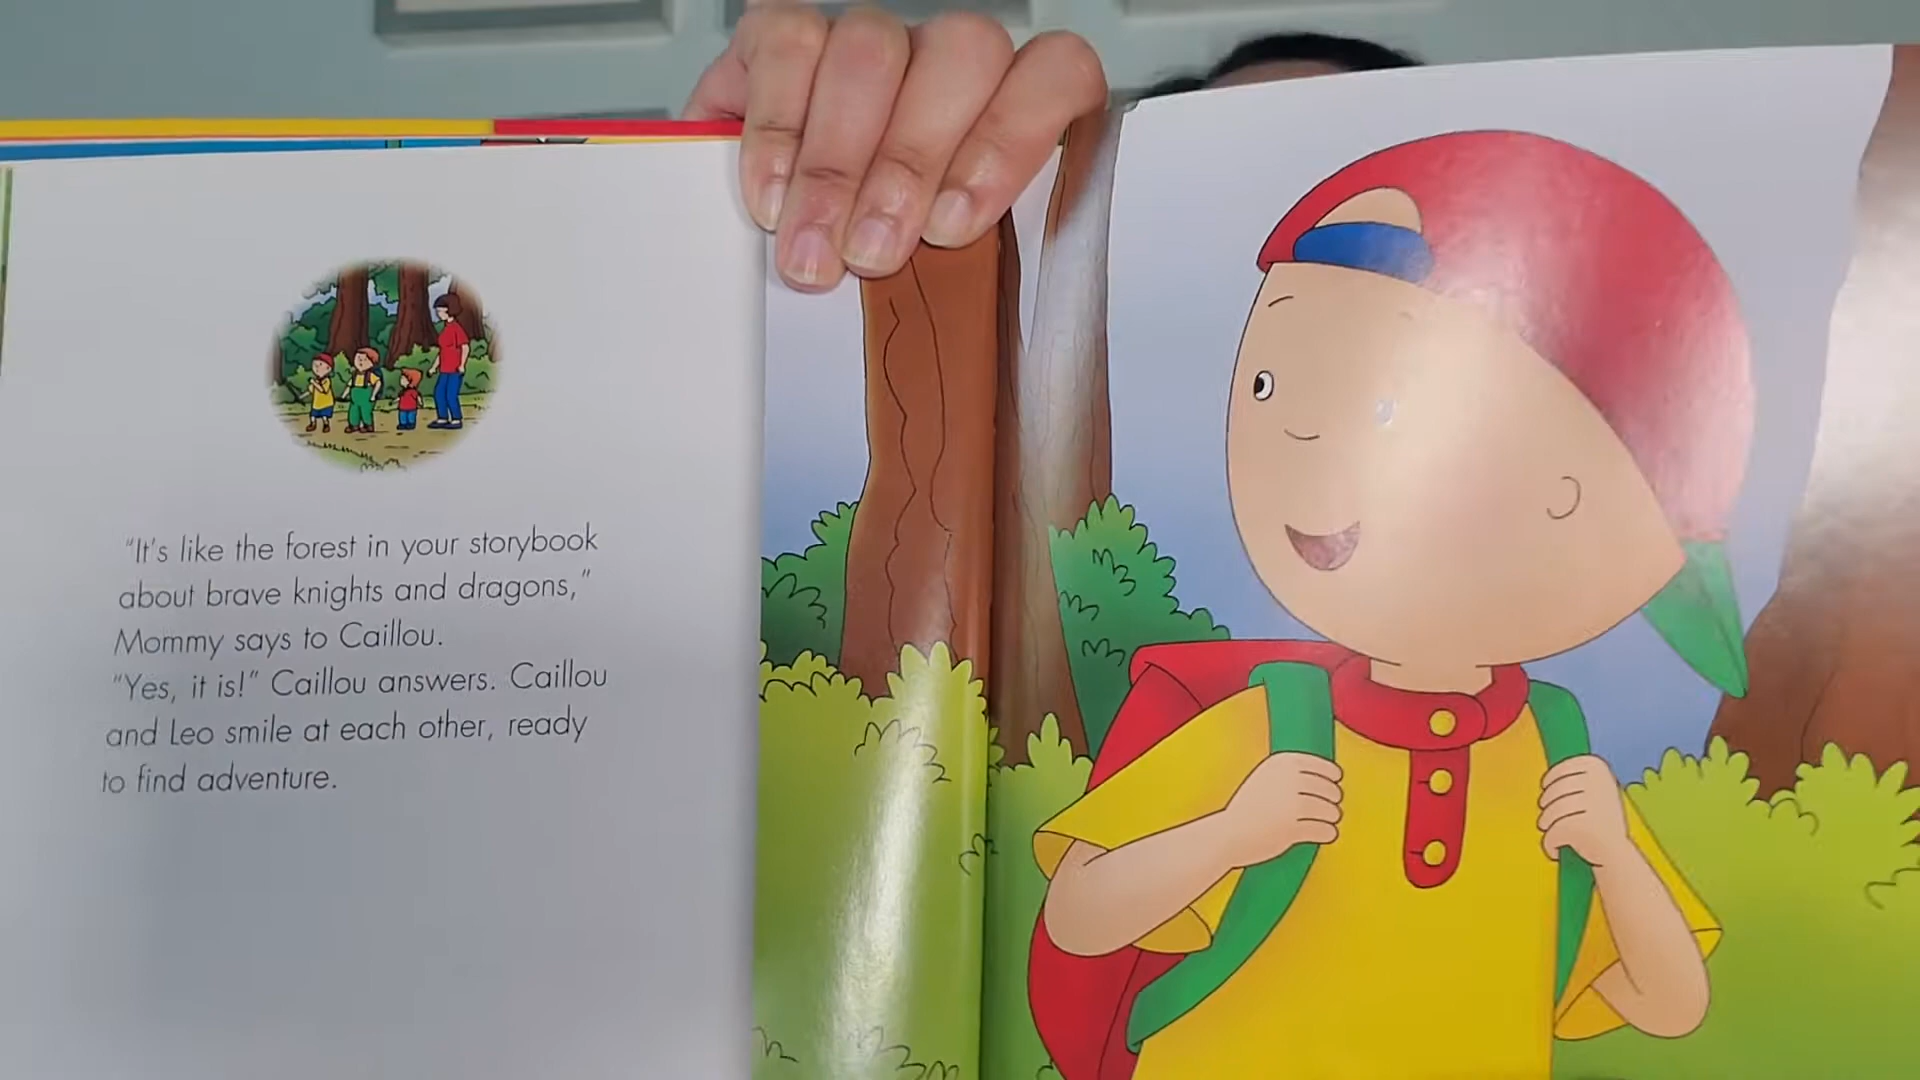 “It’s like the forest in your storybook
about brave knights and dragons,”
Mommy says to Caillou.
“Yes, it is!” Caillou answers. Caillou
and Leo smile at each other, ready
to find adventure.